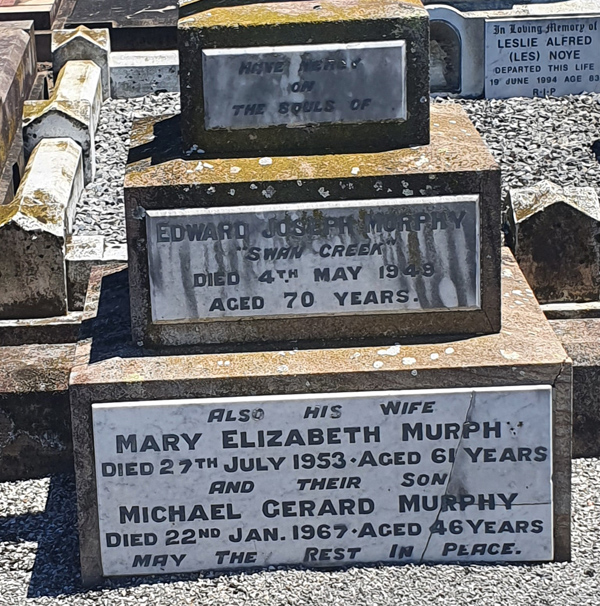 HAVE MERCY
ON
THE SOULS OF
EDWARD JOSEPH MURPHY
"SWAN CREEK"
DIED 4TH MAY 1949
AGED 70 YEARS.
ALSO HIS WIFE
MARY ELIZABETH MURPHY
DIED 27TH JULY 1953·AGED 61 YEARS
AND THEIR SON
MICHAEL GERARD MURPHY
DIED 22ND JAN. 1967·AGED 46 YEARS
MAY THE REST IN PEACE.
In Loving Memory of
LESLIE ALFRED
(LES) NOYE
DEPARTED THIS LIFE
19 JUNE 1994 AGE 83
R.I.P